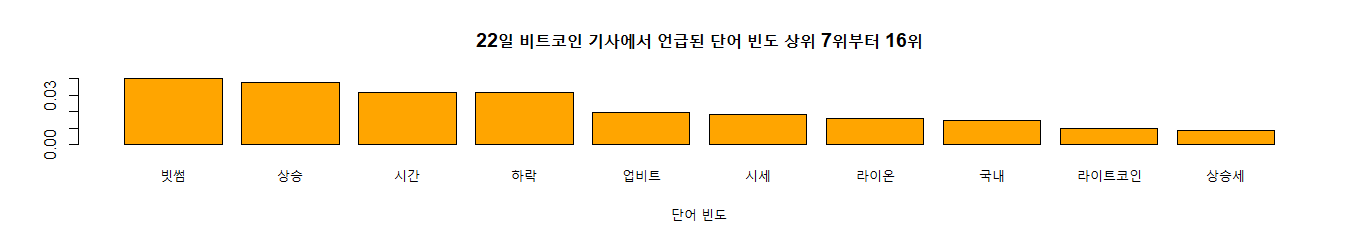 22일 비트코인 기사에서 언급된 단어 빈도 상위 7위부터 16위
0.03
0.00
빗썸 상승 시간 하락 업비트 시세 라이온 국내 라이트코인 상승세
단어 빈도